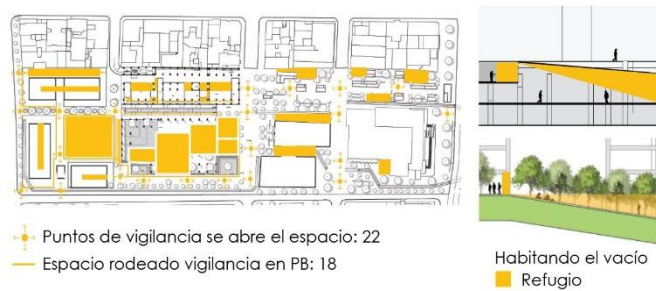 Puntos de vigilancia se abre el espacio: 22
Espacio rodeado vigilancia en PB: 18
Habitando el vacío
Refugio